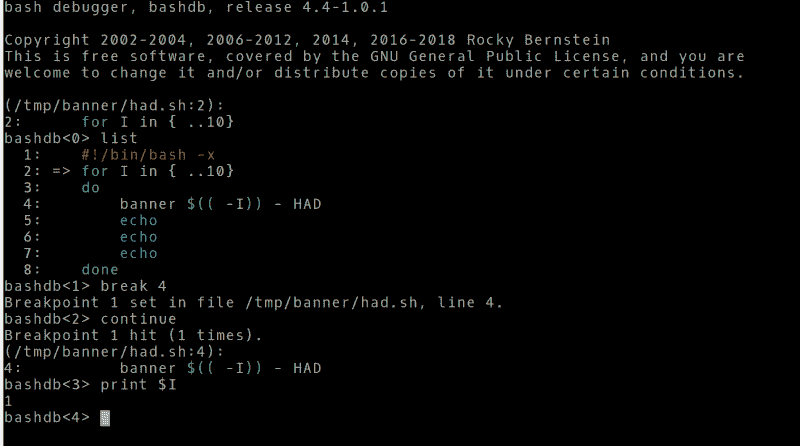 bash debugger, bashdb, release 4.4-1.0.1
Copyright 2002-2004, 2006-2012, 2014, 2016-2018 Rocky Bernstein
This is free software, covered by the GNU General Public License, and you are
welcome to change it and/or distribute copies of it under certain conditions.
(/tmp/banner/had.sh:2):
2: for I in { ..10}
bashdb<0> list
1: #!/bin/bash -x
2: => for I in { ..10}
3: do
4: banner $(( -I)) - HAD
5: echo
6: echo
7: echo
8: done
bashdb<1> break 4
Breakpoint 1 set in file /tmp/banner/had.sh, line 4.
bashdb<2> continue
Breakpoint 1 hit (1 times).
(/tmp/banner/had.sh:4):
4: banner $(( -I)) - HAD
bashdb<3> print $I
1
bashdb<4>